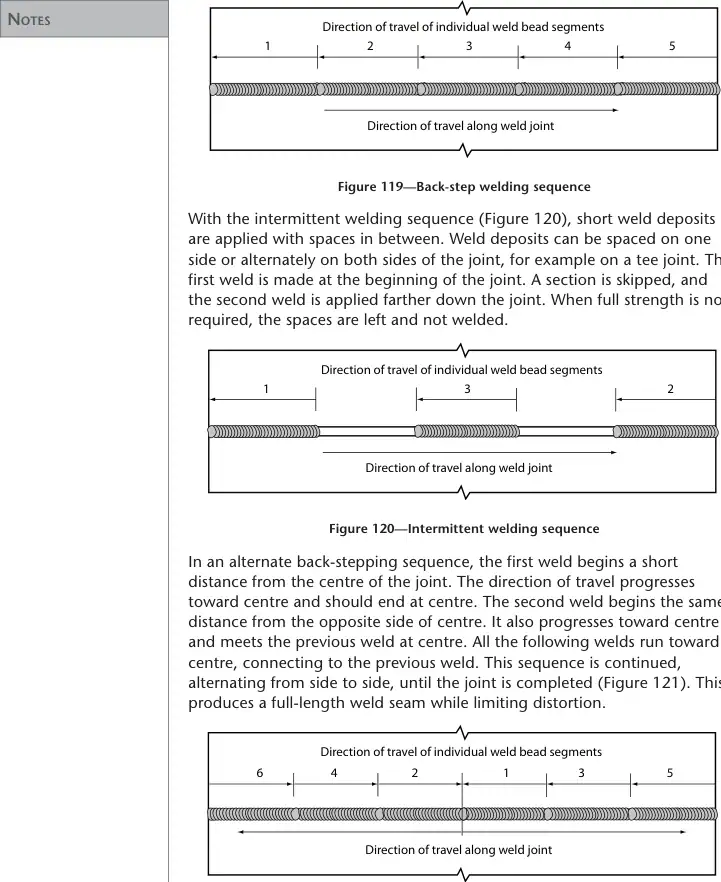 NOTES
Direction of travel of individual weld bead segments
1 2 3 4 5
Direction of travel along weld joint
Figure 119—Back-step welding sequence
With the intermittent welding sequence (Figure 120), short weld deposits
are applied with spaces in between. Weld deposits can be spaced on one
side or alternately on both sides of the joint, for example on a tee joint. Th
first weld is made at the beginning of the joint. A section is skipped, and
the second weld is applied farther down the joint. When full strength is no
required, the spaces are left and not welded.
Direction of travel of individual weld bead segments
1 3 2
Direction of travel along weld joint
Figure 120—Intermittent welding sequence
In an alternate back-stepping sequence, the first weld begins a short
distance from the centre of the joint. The direction of travel progresses
toward centre and should end at centre. The second weld begins the same
distance from the opposite side of centre. It also progresses toward centre
and meets the previous weld at centre. All the following welds run toward
centre, connecting to the previous weld. This sequence is continued,
alternating from side to side, until the joint is completed (Figure 121). This
produces a full-length weld seam while limiting distortion.
Direction of travel of individual weld bead segments
6 4 2 1 3 5
Direction of travel along weld joint